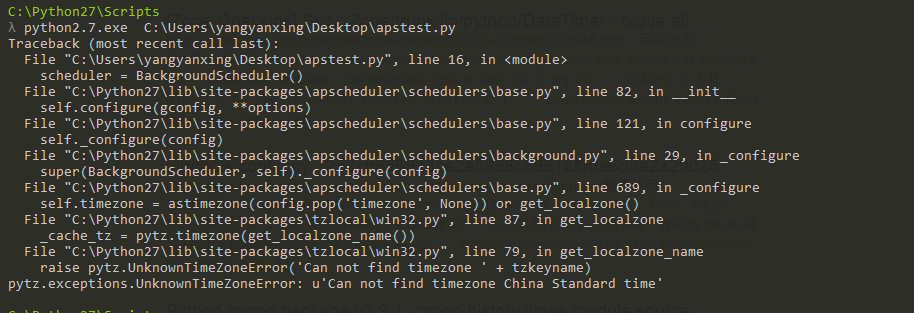 C:\Python27\Scripts
λ python2.7.exe  C:\Users\yangyanxing\Desktop\apstest.py
Traceback (most recent call last):
  File "C:\Users\yangyanxing\Desktop\apstest.py", line 16, in <module>
    scheduler = BackgroundScheduler()
  File "C:\Python27\lib\site-packages\apscheduler\schedulers\base.py", line 82, in __init__
    self.configure(gconfig, **options)
  File "C:\Python27\lib\site-packages\apscheduler\schedulers\base.py", line 121, in configure
    self._configure(config)
  File "C:\Python27\lib\site-packages\apscheduler\schedulers\background.py", line 29, in _configure
    super(BackgroundScheduler, self)._configure(config)
  File "C:\Python27\lib\site-packages\apscheduler\schedulers\base.py", line 689, in _configure
    self.timezone = astimezone(config.pop('timezone', None)) or get_localzone()
  File "C:\Python27\lib\site-packages\tzlocal\win32.py", line 87, in get_localzone
    _cache_tz = pytz.timezone(get_localzone_name())
  File "C:\Python27\lib\site-packages\tzlocal\win32.py", line 79, in get_localzone_name
    raise pytz.UnknownTimeZoneError('Can not find timezone ' + tzkeyname)
pytz.exceptions.UnknownTimeZoneError: u'Can not find timezone China Standard time'